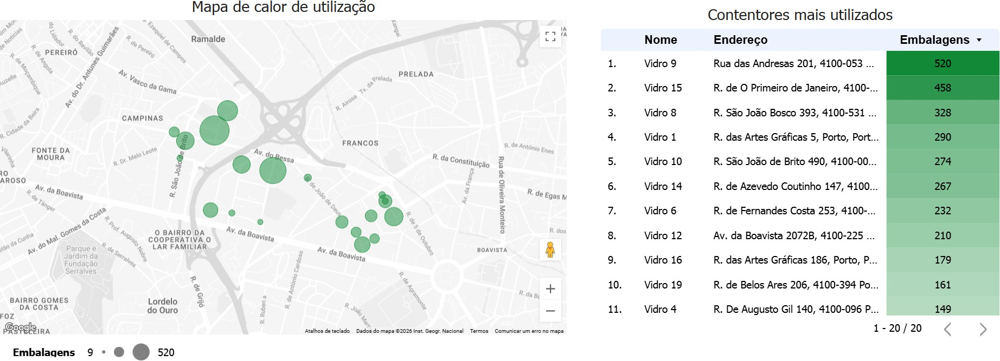 Mapa de calor de utilização
Ramalde
PEREIRÓ
R. do Revilão
R. de Pereiró
R. Ezequiel de Campos
Av. do Dr. Antunes Guimarães
R. de Angola
R. de Moçambique
Av. Vasco da Gama
PRELADA
Tv. da Prelada
R. Airosa
CAMPINAS
R. Cidade da Beira
FONTE DA
MOURA
R. Dr. Melo Leote
R. São João de Brito
Av. do Bessa
FRANCOS
R. de António Enes
R. da Constituição
Rua de Oliveira Monteiro
Av. da França
R. de Egas M
AROSO
Av. da Boavista
R. de Tânger
Av. do Mal. Gomes da Costa
R. Prof. Augusto Nobre
R. de João de Deus
R. de 5 de Outubro
O BAIRRO DA
COOPERATIVA O
LAR FAMILIAR
Av. da Boavista
Av. da Boavista
BOAVISTA
R. dos
Parque e
Jardim da
Fundação
Serralves
R. de Serralves
R. de Grijó
R. de António Cardoso
R. de Agramonte
R. da Bo
BAIRRO GOMES
DA COSTA
Lordelo
do Ouro
R. Ruben a
R. João Mart
FOZ
PASTELEIRA
Google
Atalhos de teclado
Dados do mapa ©2026 Inst. Geogr. Nacional
Termos
Comunicar um erro no mapa
Embalagens 9 520
Contentores mais utilizados
Nome Endereço Embalagens
1. Vidro 9 Rua das Andresas 201, 4100-053 ... 520
2. Vidro 15 R. de O Primeiro de Janeiro, 4100-... 458
3. Vidro 8 R. São João Bosco 393, 4100-531 ... 328
4. Vidro 1 R. das Artes Gráficas 5, Porto, Port... 290
5. Vidro 10 R. São João de Brito 490, 4100-00... 274
6. Vidro 14 R. de Azevedo Coutinho 147, 4100... 267
7. Vidro 6 R. de Fernandes Costa 253, 4100-... 232
8. Vidro 12 Av. da Boavista 2072B, 4100-225 ... 210
9. Vidro 16 R. das Artes Gráficas 186, Porto, P... 179
10. Vidro 19 R. de Belos Ares 206, 4100-394 Po... 161
11. Vidro 4 R. De Augusto Gil 140, 4100-096 P... 149
1 - 20 / 20